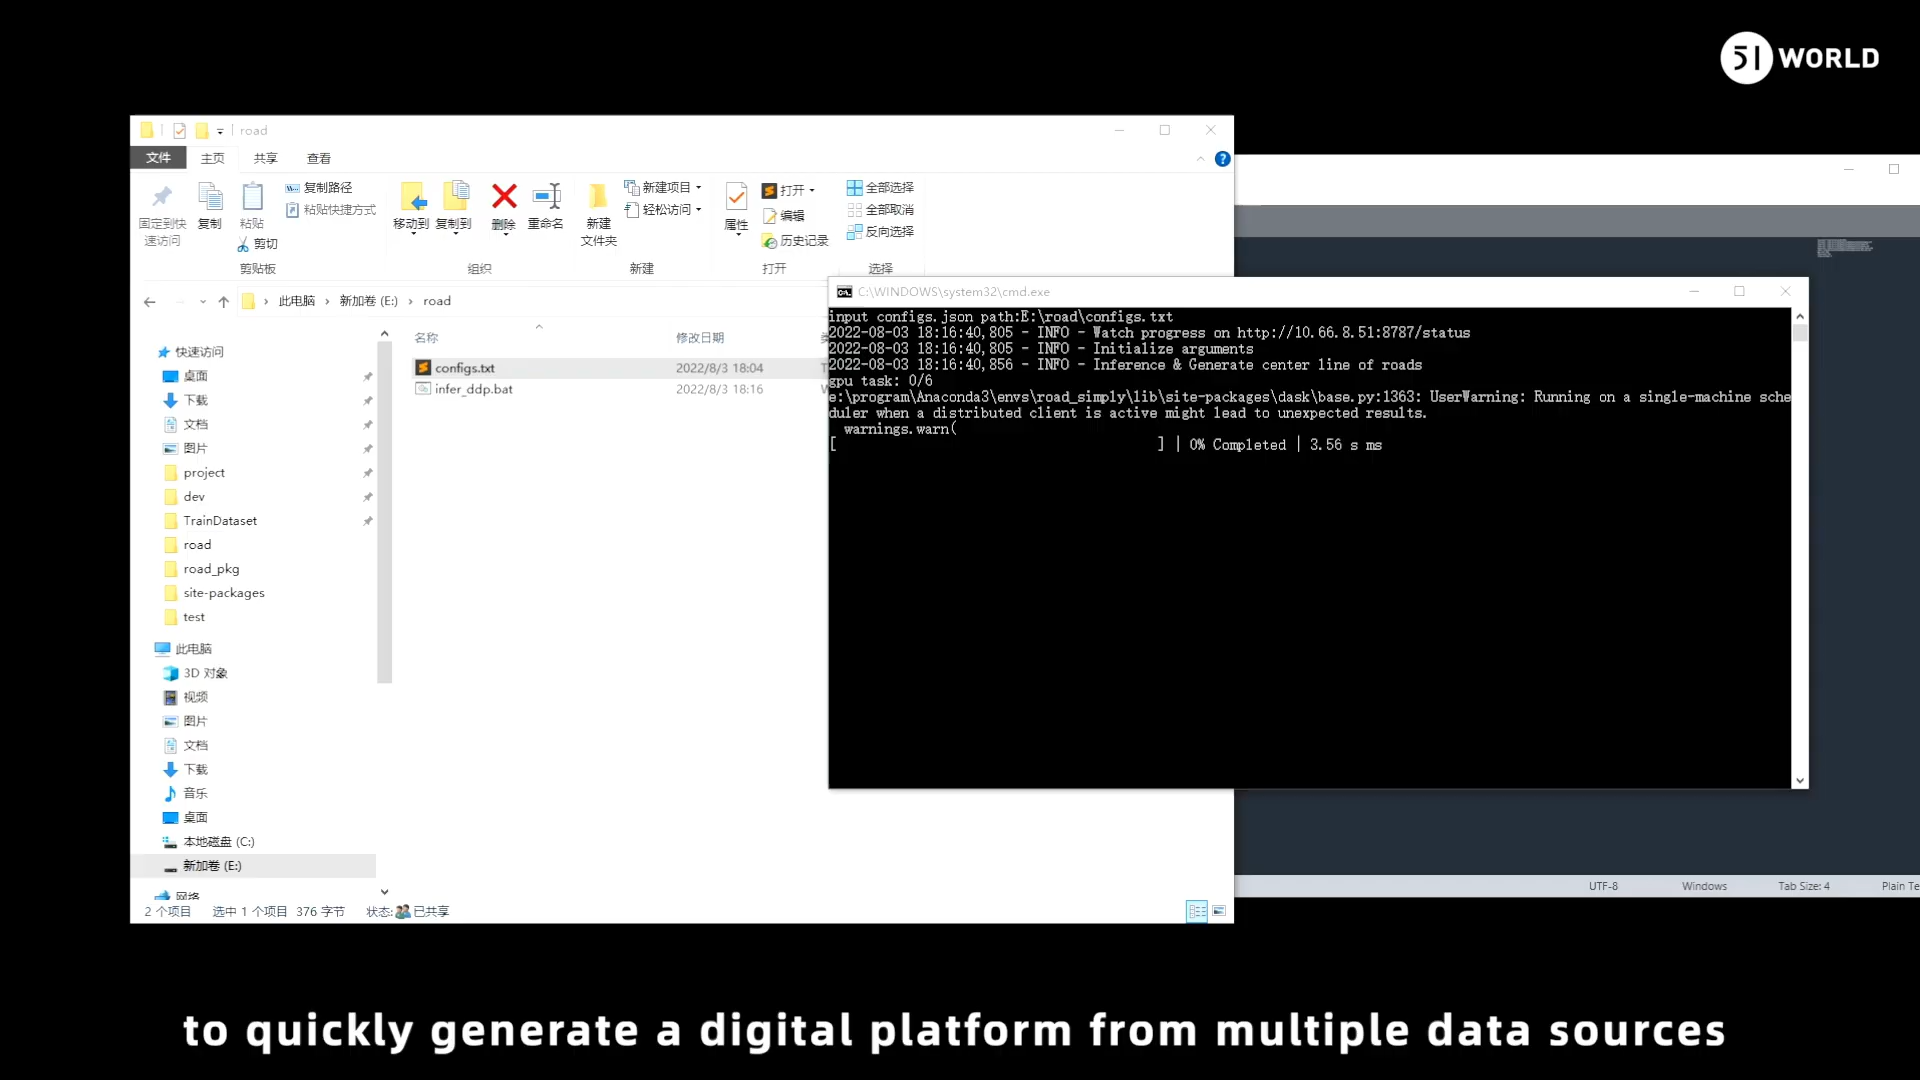 51 WORLD
road
文件 主页 共享 查看
固定到快速访问
复制
粘贴
复制路径
粘贴快捷方式
剪切
移动到 复制到 删除 重命名
新建文件夹
新建项目
轻松访问
属性
打开
编辑
历史记录
全部选择
全部取消
反向选择
剪贴板 组织 新建 打开 选择
此电脑 › 新加卷 (E:) › road
名称 修改日期
configs.txt 2022/8/3 18:04
infer_ddp.bat 2022/8/3 18:16
快速访问
桌面
下载
文档
图片
project
dev
TrainDataset
road
road_pkg
site-packages
test
此电脑
3D 对象
视频
图片
文档
下载
音乐
桌面
本地磁盘 (C:)
新加卷 (E:)
网络
2 个项目 选中 1 个项目 376 字节 状态: 已共享
C:\WINDOWS\system32\cmd.exe
input configs.json path:E:\road\configs.txt
2022-08-03 18:16:40,805 - INFO - Watch progress on http://10.66.8.51:8787/status
2022-08-03 18:16:40,805 - INFO - Initialize arguments
2022-08-03 18:16:40,856 - INFO - Inference & Generate center line of roads
gpu task: 0/6
e:\program\Anaconda3\envs\road_simply\lib\site-packages\dask\base.py:1363: UserWarning: Running on a single-machine sche
duler when a distributed client is active might lead to unexpected results.
warnings.warn(
[ ] | 0% Completed | 3.56 s ms
UTF-8 Windows Tab Size: 4 Plain Te
to quickly generate a digital platform from multiple data sources